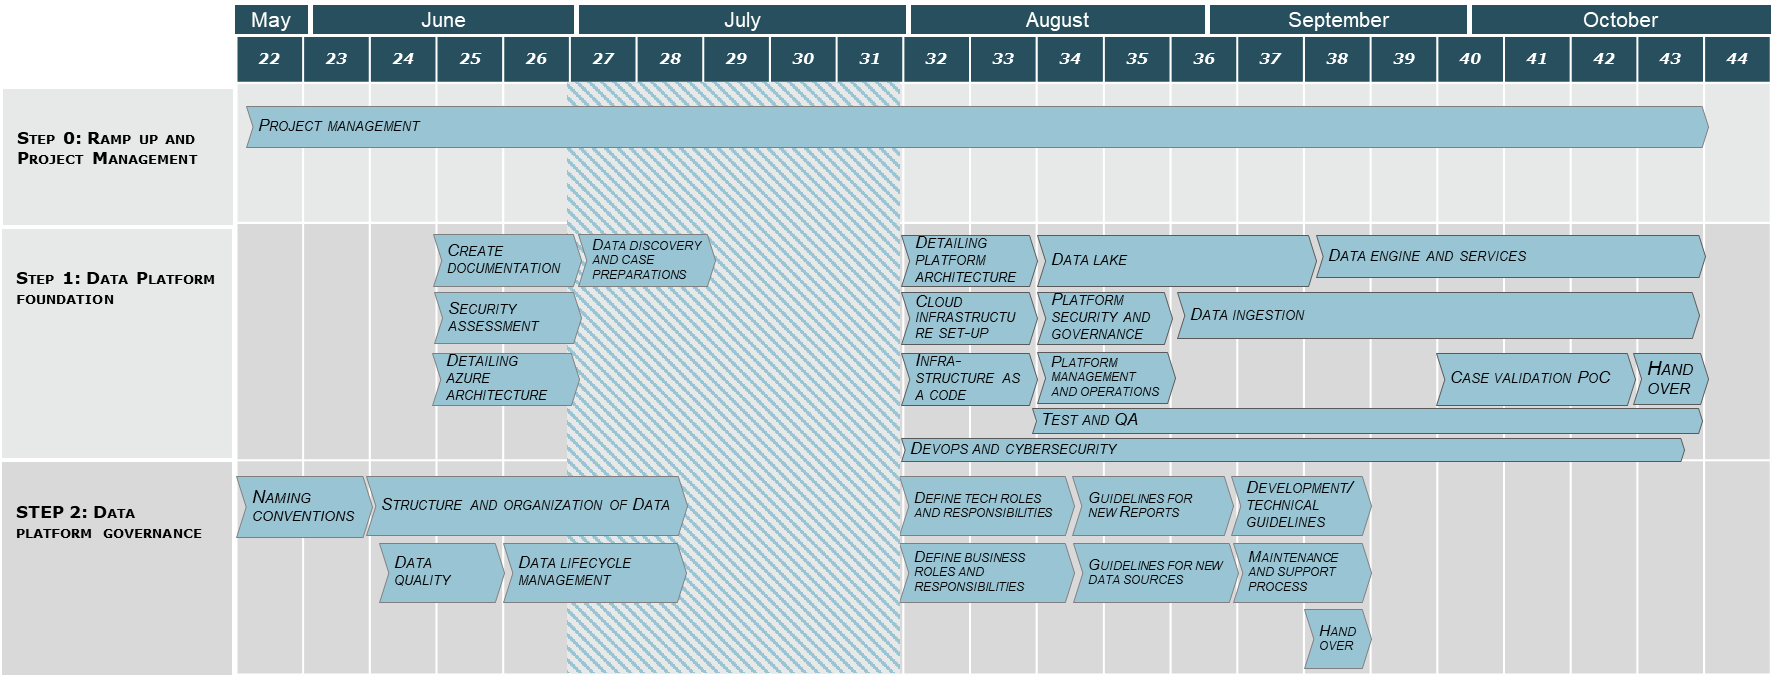 May June July August September October
22 23 24 25 26 27 28 29 30 31 32 33 34 35 36 37 38 39 40 41 42 43 44
STEP 0: RAMP UP AND
PROJECT MANAGEMENT
PROJECT MANAGEMENT
STEP 1: DATA PLATFORM
FOUNDATION
CREATE
DOCUMENTATION
DATA DISCOVERY
AND CASE
PREPARATIONS
DETAILING
PLATFORM
ARCHITECTURE
DATA LAKE
DATA ENGINE AND SERVICES
SECURITY
ASSESSMENT
CLOUD
INFRASTRUCTU
RE SET-UP
PLATFORM
SECURITY AND
GOVERNANCE
DATA INGESTION
DETAILING
AZURE
ARCHITECTURE
INFRA-
STRUCTURE AS
A CODE
PLATFORM
MANAGEMENT
AND OPERATIONS
CASE VALIDATION POC
HAND
OVER
TEST AND QA
DEVOPS AND CYBERSECURITY
STEP 2: DATA
PLATFORM GOVERNANCE
NAMING
CONVENTIONS
STRUCTURE AND ORGANIZATION OF DATA
DEFINE TECH ROLES
AND RESPONSIBILITIES
GUIDELINES FOR
NEW REPORTS
DEVELOPMENT/
TECHNICAL
GUIDELINES
DATA
QUALITY
DATA LIFECYCLE
MANAGEMENT
DEFINE BUSINESS
ROLES AND
RESPONSIBILITIES
GUIDELINES FOR NEW
DATA SOURCES
MAINTENANCE
AND SUPPORT
PROCESS
HAND
OVER